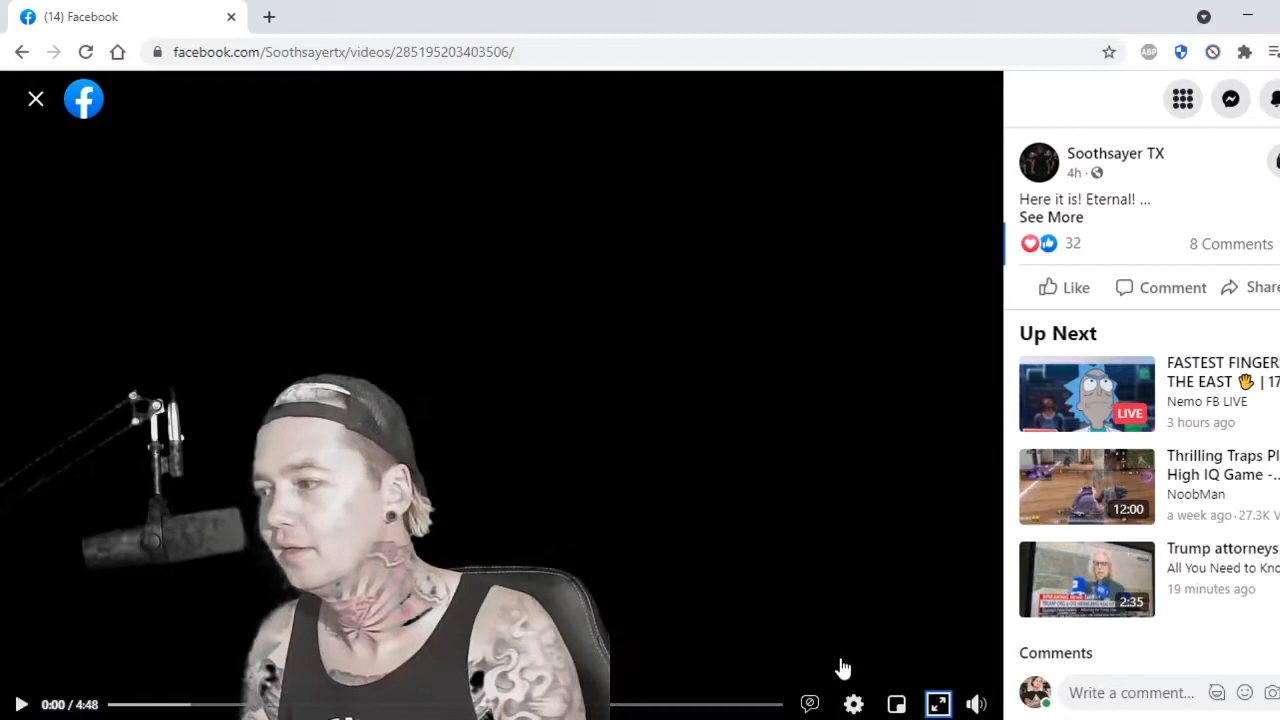 (14) Facebook
facebook.com/Soothsayertx/videos/285195203403506/
ABP
Soothsayer TX
4h ·
Here it is! Eternal! ...
See More
32
8 Comments
Like
Comment
Share
Up Next
FASTEST FINGER
THE EAST 🖐 | 17
Nemo FB LIVE
3 hours ago
LIVE
Thrilling Traps Pl
High IQ Game -...
NoobMan
a week ago · 27.3K V
12:00
Trump attorneys
All You Need to Kno
19 minutes ago
2:35
Comments
Write a comment...
0:00 / 4:48